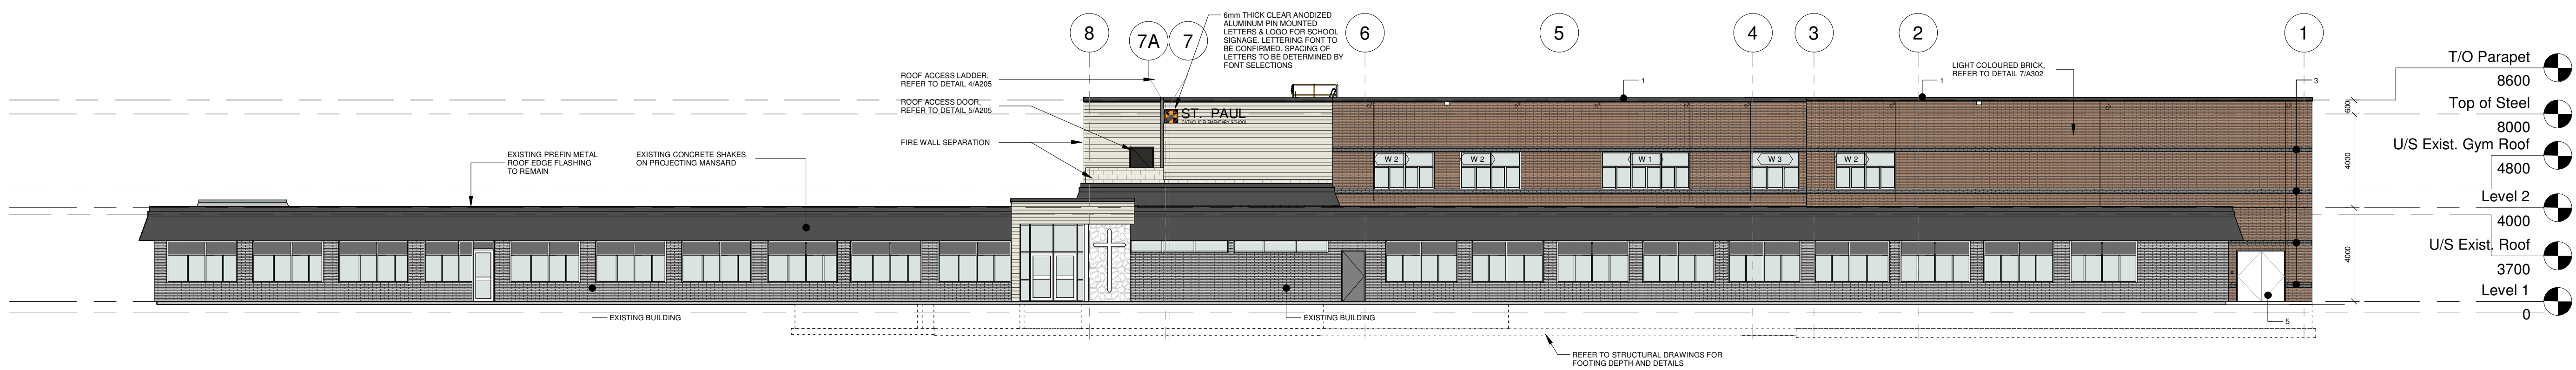 8
7A
7
6
5
4
3
2
1
6mm THICK CLEAR ANODIZED
ALUMINUM PIN MOUNTED
LETTERS & LOGO FOR SCHOOL
SIGNAGE. LETTERING FONT TO
BE CONFIRMED. SPACING OF
LETTERS TO BE DETERMINED BY
FONT SELECTIONS
ROOF ACCESS LADDER,
REFER TO DETAIL 4/A205
ROOF ACCESS DOOR,
REFER TO DETAIL 5/A205
FIRE WALL SEPARATION
EXISTING PREFIN METAL
ROOF EDGE FLASHING
TO REMAIN
EXISTING CONCRETE SHAKES
ON PROJECTING MANSARD
ST. PAUL
CATHOLIC ELEMENTARY SCHOOL
1
1
LIGHT COLOURED BRICK,
REFER TO DETAIL 7/A302
3
W 2
W 2
W 1
W 3
W 2
600
4000
4000
T/O Parapet
8600
Top of Steel
8000
U/S Exist. Gym Roof
4800
Level 2
4000
U/S Exist. Roof
3700
Level 1
0
EXISTING BUILDING
EXISTING BUILDING
5
REFER TO STRUCTURAL DRAWINGS FOR
FOOTING DEPTH AND DETAILS